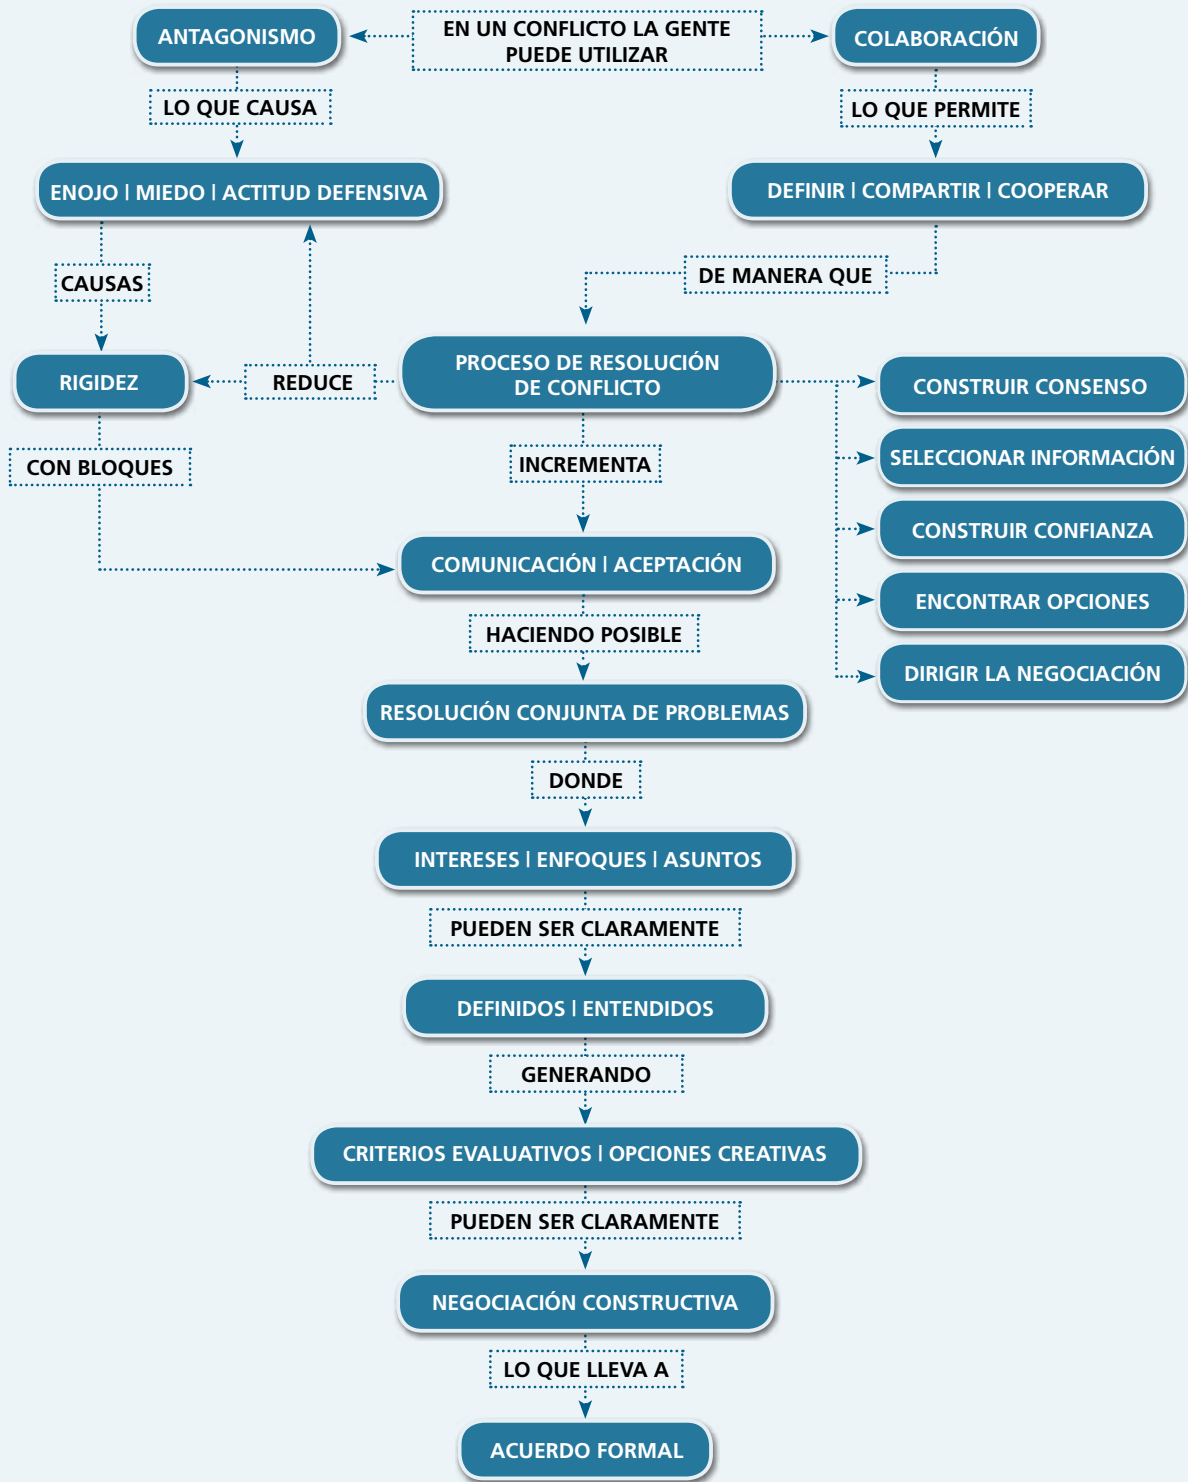 ANTAGONISMO
EN UN CONFLICTO LA GENTE
PUEDE UTILIZAR
COLABORACIÓN
LO QUE CAUSA
LO QUE PERMITE
ENOJO | MIEDO | ACTITUD DEFENSIVA
DEFINIR | COMPARTIR | COOPERAR
CAUSAS
DE MANERA QUE
RIGIDEZ
REDUCE
PROCESO DE RESOLUCIÓN
DE CONFLICTO
CONSTRUIR CONSENSO
CON BLOQUES
INCREMENTA
SELECCIONAR INFORMACIÓN
CONSTRUIR CONFIANZA
COMUNICACIÓN | ACEPTACIÓN
ENCONTRAR OPCIONES
HACIENDO POSIBLE
DIRIGIR LA NEGOCIACIÓN
RESOLUCIÓN CONJUNTA DE PROBLEMAS
DONDE
INTERESES | ENFOQUES | ASUNTOS
PUEDEN SER CLARAMENTE
DEFINIDOS | ENTENDIDOS
GENERANDO
CRITERIOS EVALUATIVOS | OPCIONES CREATIVAS
PUEDEN SER CLARAMENTE
NEGOCIACIÓN CONSTRUCTIVA
LO QUE LLEVA A
ACUERDO FORMAL